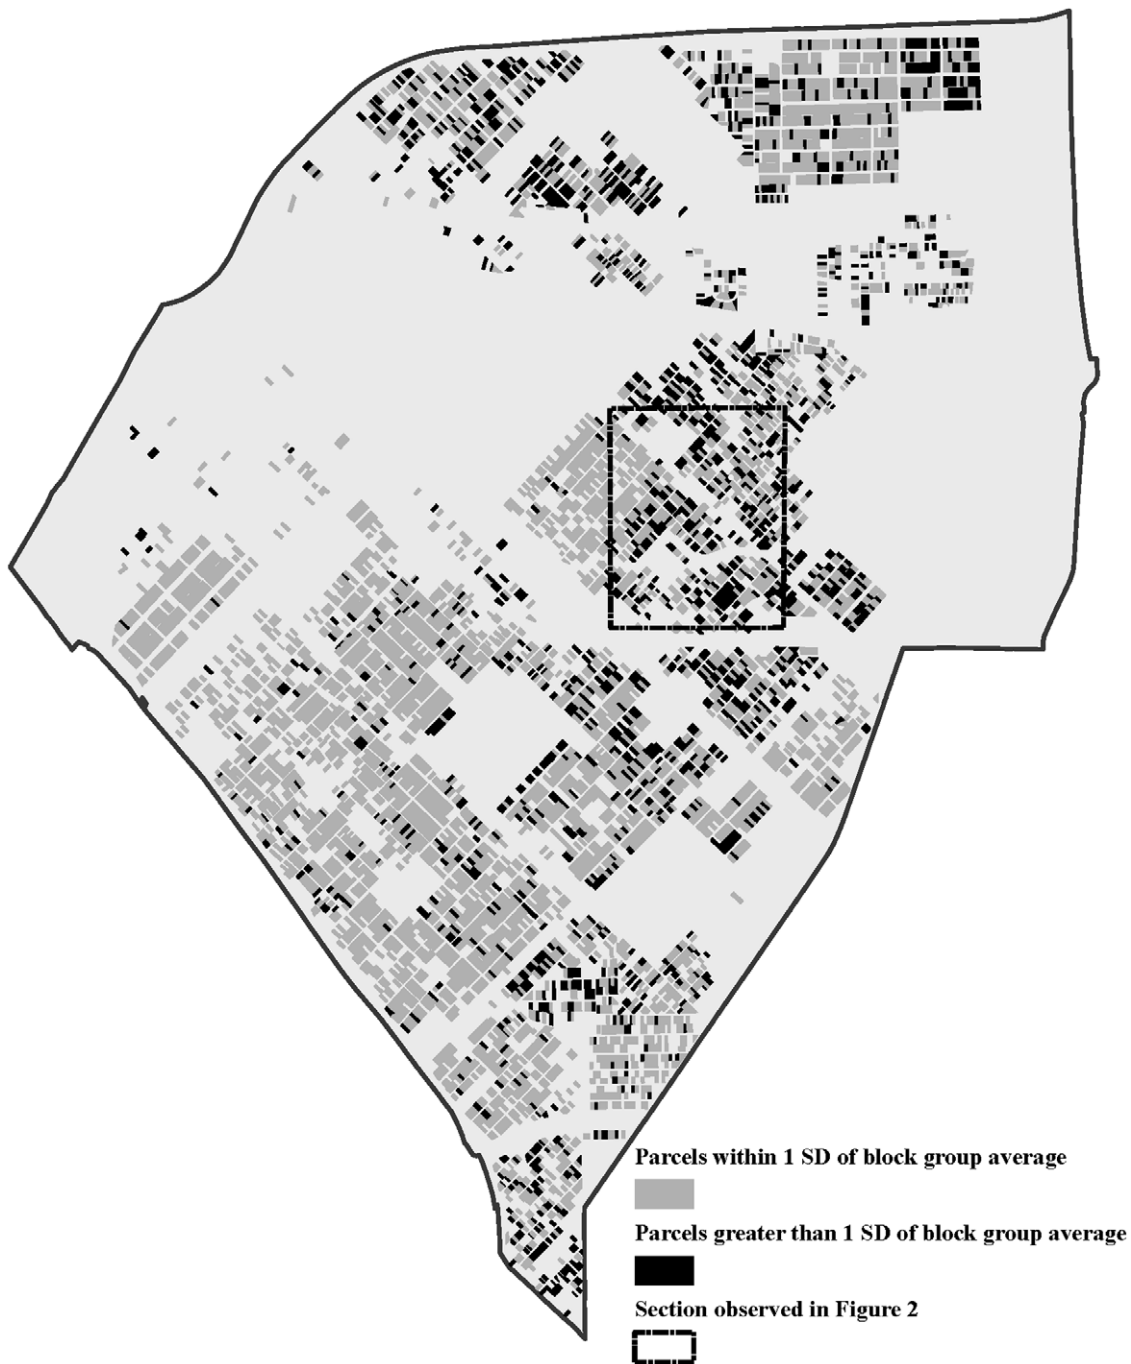 Parcels within 1 SD of block group average
Parcels greater than 1 SD of block group average
Section observed in Figure 2